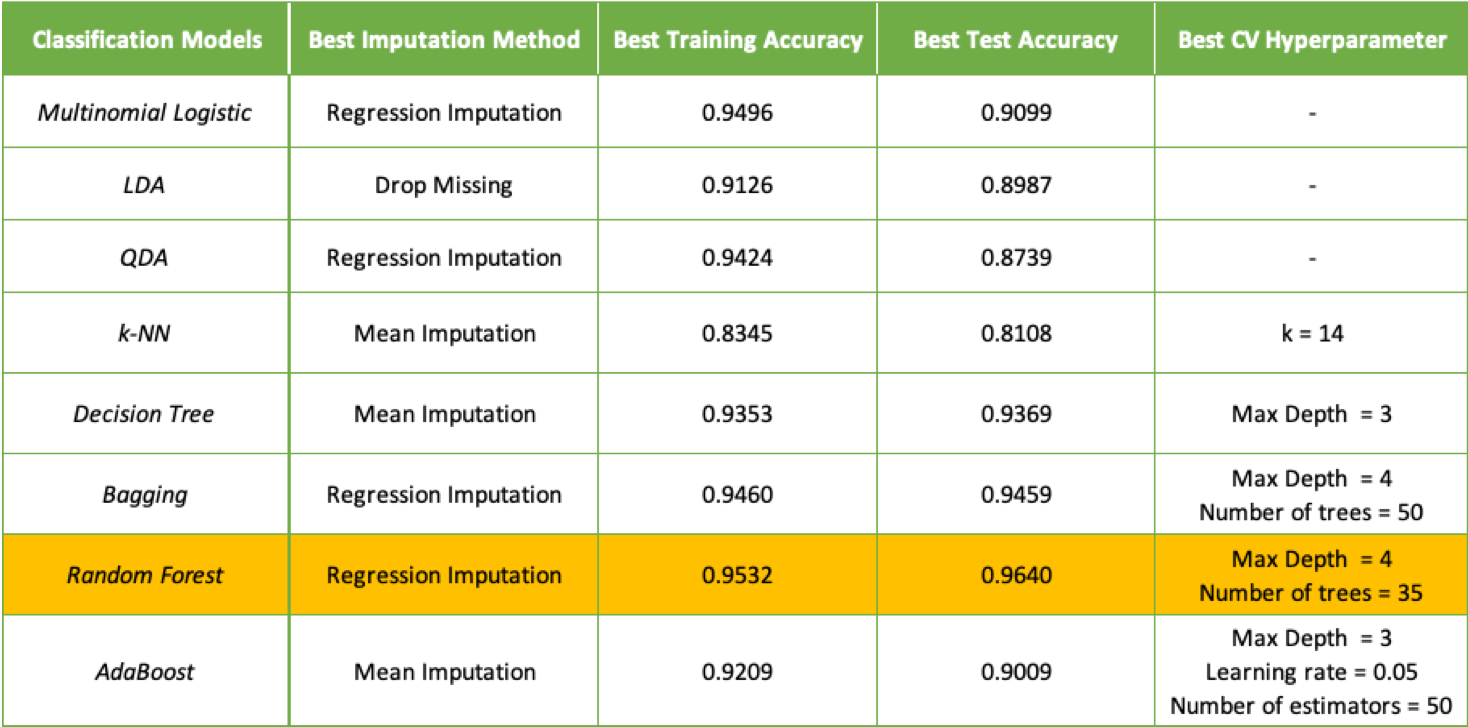 Classification Models Best Imputation Method Best Training Accuracy Best Test Accuracy Best CV Hyperparameter
Multinomial Logistic Regression Imputation 0.9496 0.9099 -
LDA Drop Missing 0.9126 0.8987 -
QDA Regression Imputation 0.9424 0.8739 -
k-NN Mean Imputation 0.8345 0.8108 k = 14
Decision Tree Mean Imputation 0.9353 0.9369 Max Depth = 3
Bagging Regression Imputation 0.9460 0.9459 Max Depth = 4
Number of trees = 50
Random Forest Regression Imputation 0.9532 0.9640 Max Depth = 4
Number of trees = 35
AdaBoost Mean Imputation 0.9209 0.9009 Max Depth = 3
Learning rate = 0.05
Number of estimators = 50